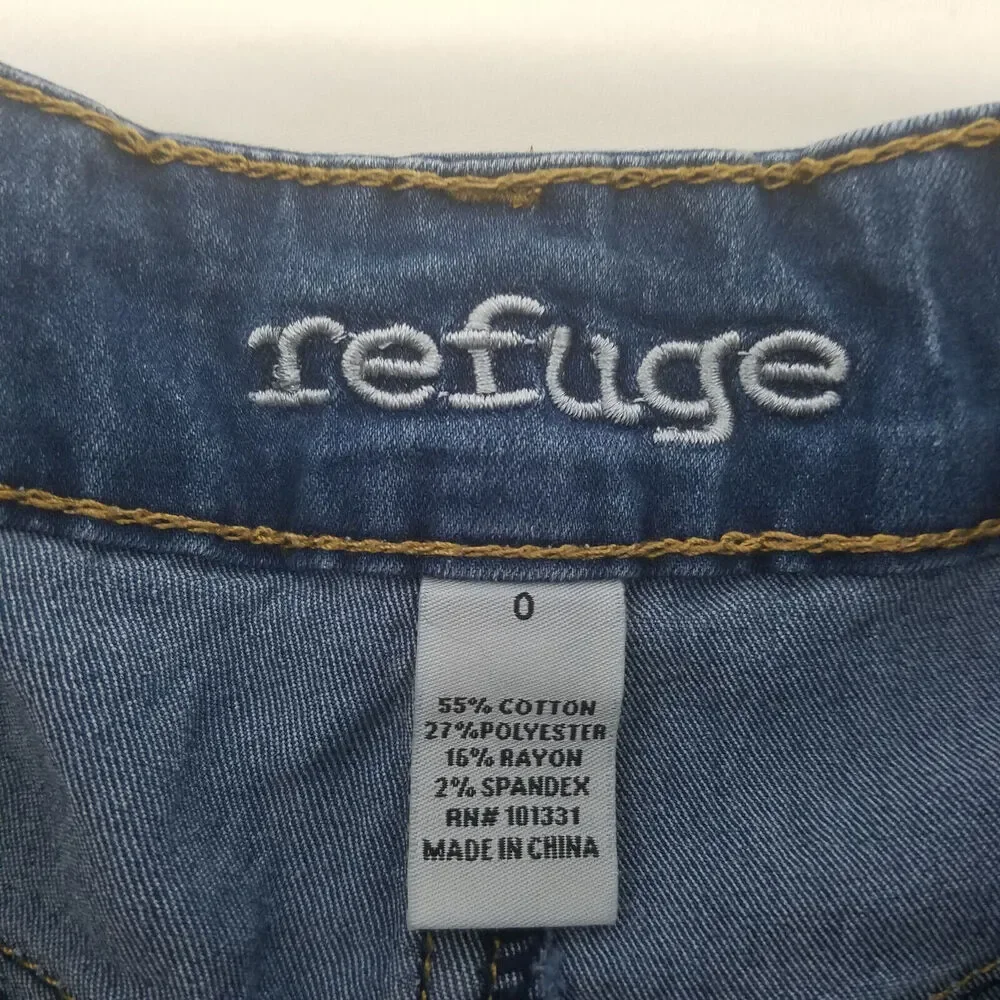 refuge
0
55% COTTON
27%POLYESTER
16% RAYON
2% SPANDEX
RN# 101331
MADE IN CHINA